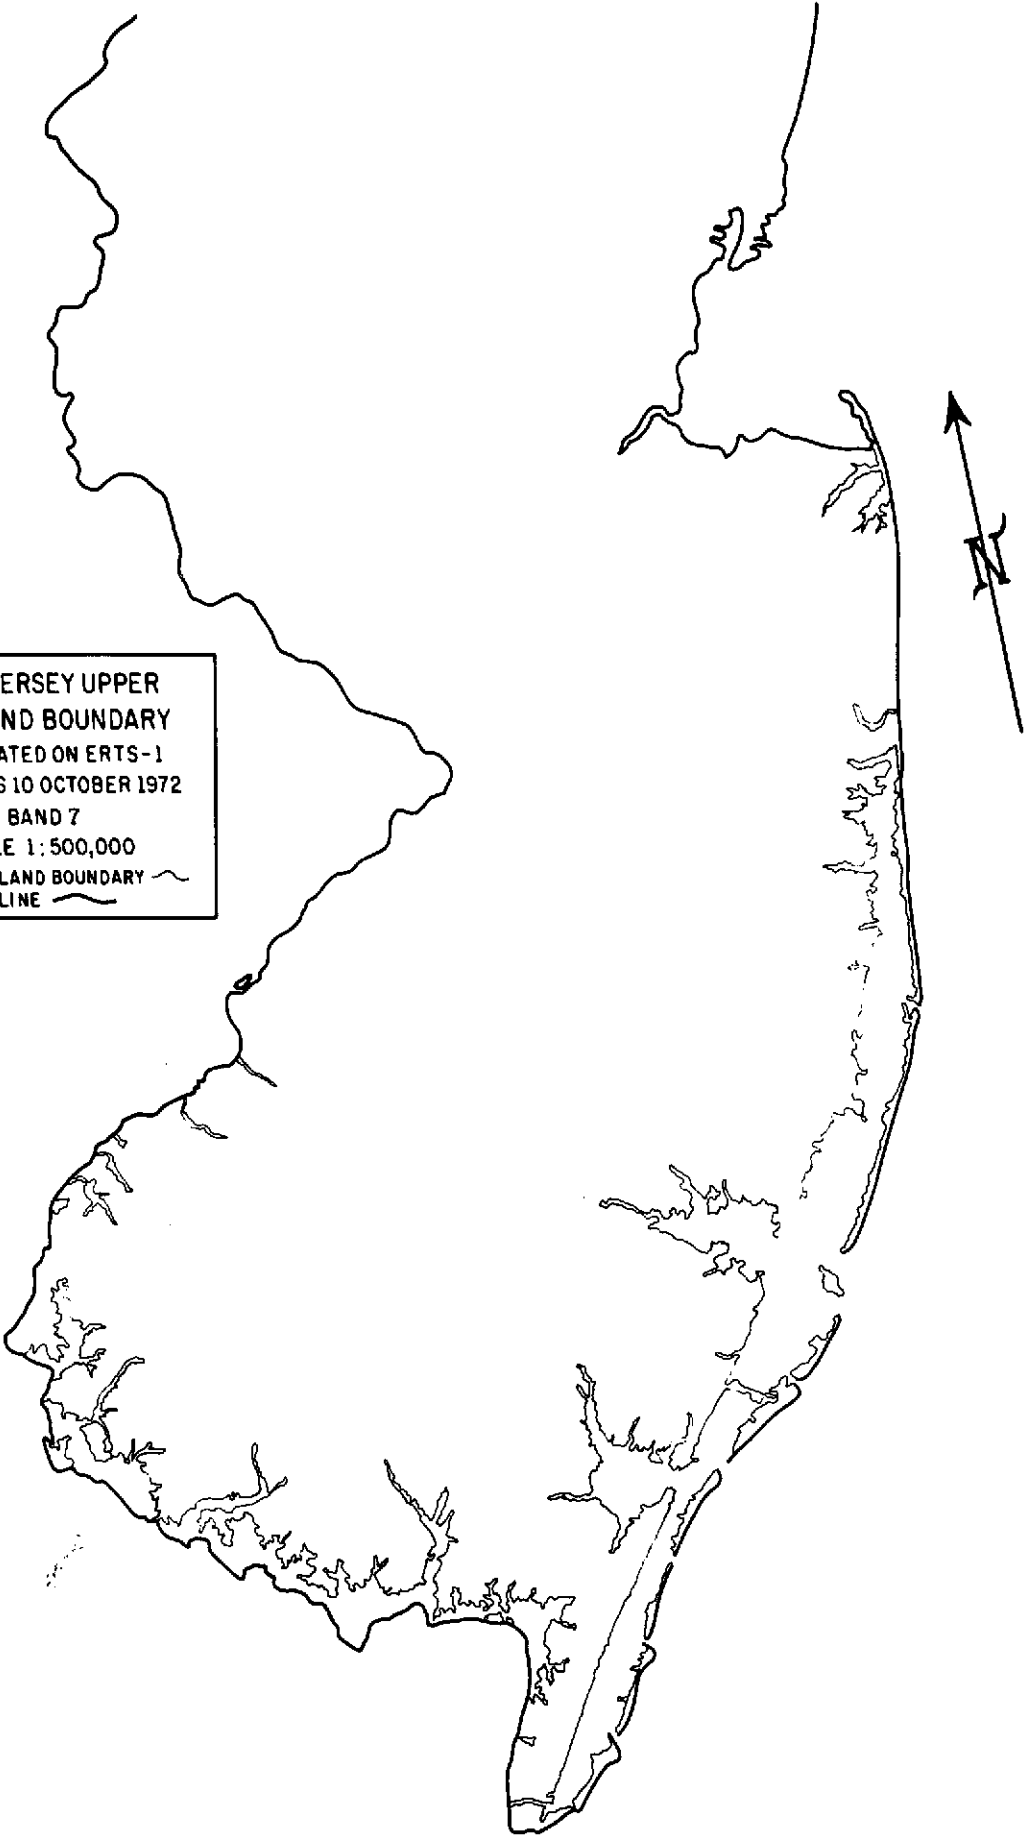 ERSEY UPPER
ND BOUNDARY
ATED ON ERTS-1
S 10 OCTOBER 1972
BAND 7
LE 1:500,000
LAND BOUNDARY
LINE
N